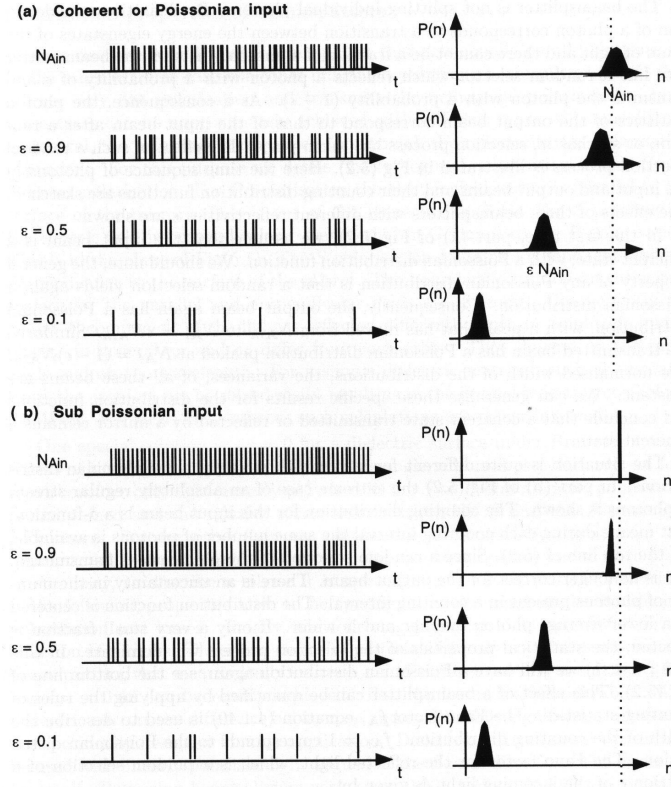 (a) Coherent or Poissonian input
P(n)
N_Ain
t
n
N_Ain
P(n)
ε = 0.9
t
n
P(n)
ε = 0.5
t
n
ε N_Ain
P(n)
ε = 0.1
t
n
(b) Sub Poissonian input
P(n)
N_Ain
t
n
P(n)
ε = 0.9
t
n
P(n)
ε = 0.5
t
n
P(n)
ε = 0.1
t
n